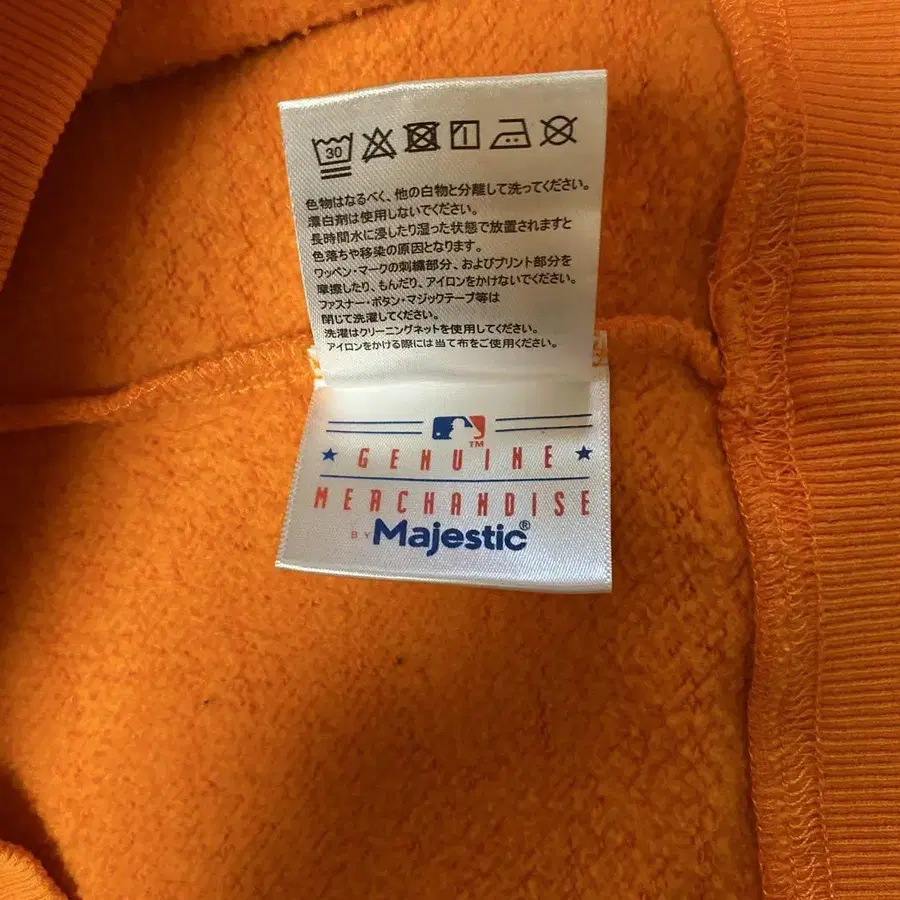 30
色物はなるべく、他の白物と分離して洗ってください。
漂白剤は使用しないでください。
長時間水に浸したり湿った状態で放置されますと
色落ちや移染の原因となります。
ワッペン・マークの刺繍部分、およびプリント部分を
摩擦したり、もんだり、アイロンをかけないでください。
ファスナー・ボタン・マジックテープ等は
閉じて洗濯してください。
洗濯はクリーニングネットを使用してください。
アイロンをかける際には当て布をご使用ください。
TM
GENUINE
MERCHANDISE
BY Majestic®